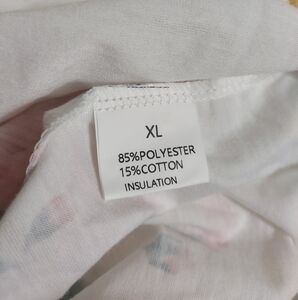 XL
85%POLYESTER
15%COTTON
INSULATION